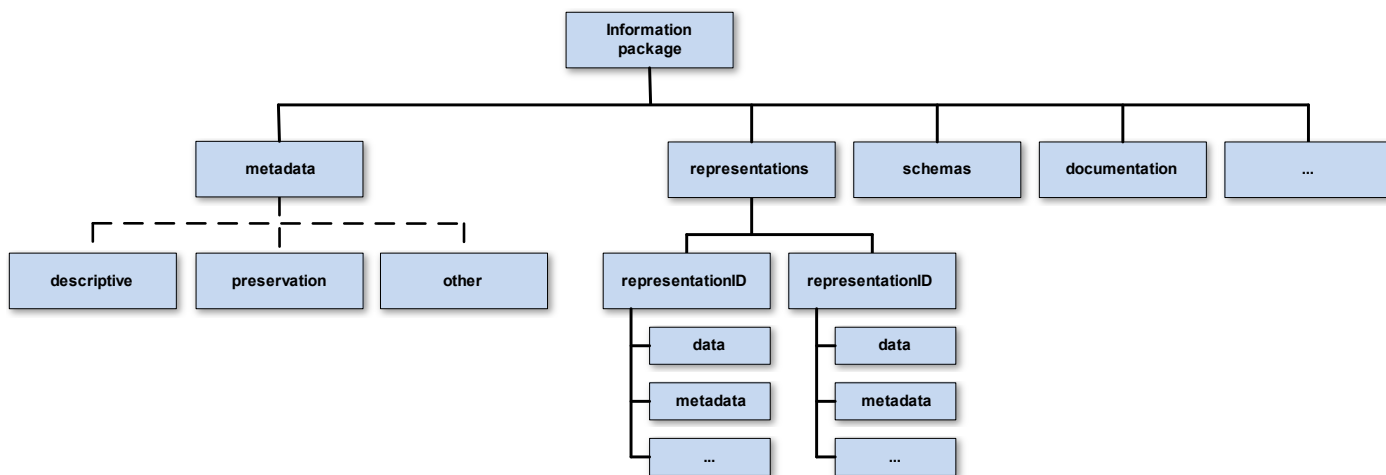 Information
package
metadata
representations
schemas
documentation
...
descriptive
preservation
other
representationID
representationID
data
data
metadata
metadata
...
...